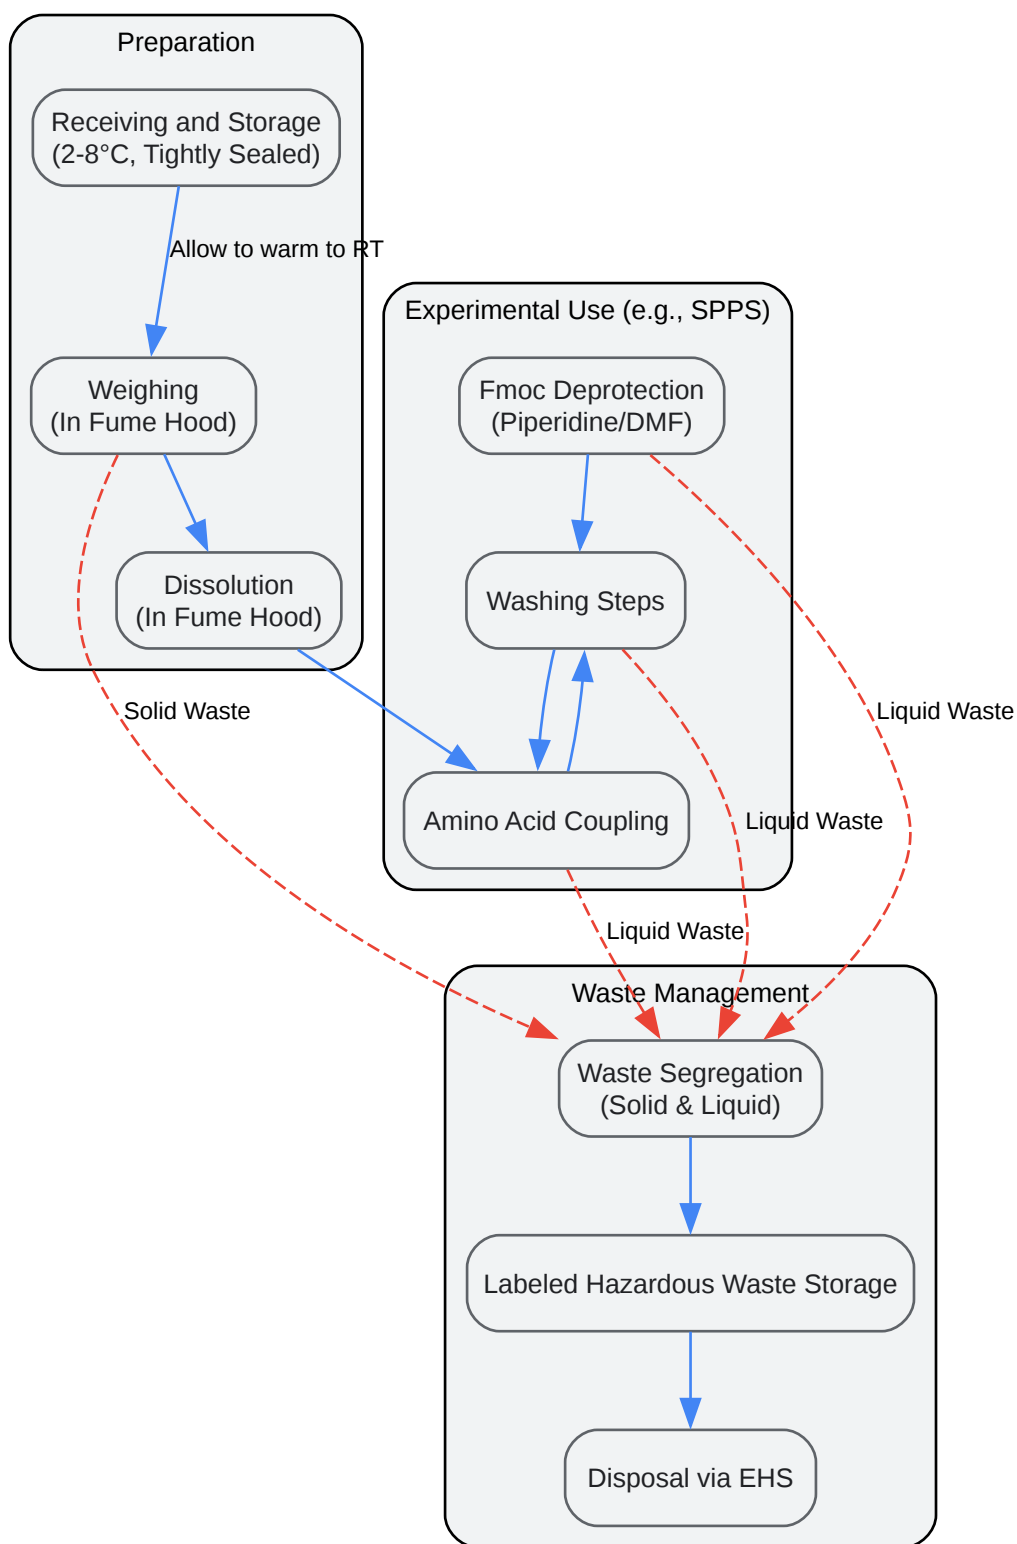 Preparation
Receiving and Storage
(2-8°C, Tightly Sealed)
Allow to warm to RT
Weighing
(In Fume Hood)
Dissolution
(In Fume Hood)
Experimental Use (e.g., SPPS)
Fmoc Deprotection
(Piperidine/DMF)
Washing Steps
Amino Acid Coupling
Solid Waste
Liquid Waste
Liquid Waste
Liquid Waste
Waste Management
Waste Segregation
(Solid & Liquid)
Labeled Hazardous Waste Storage
Disposal via EHS